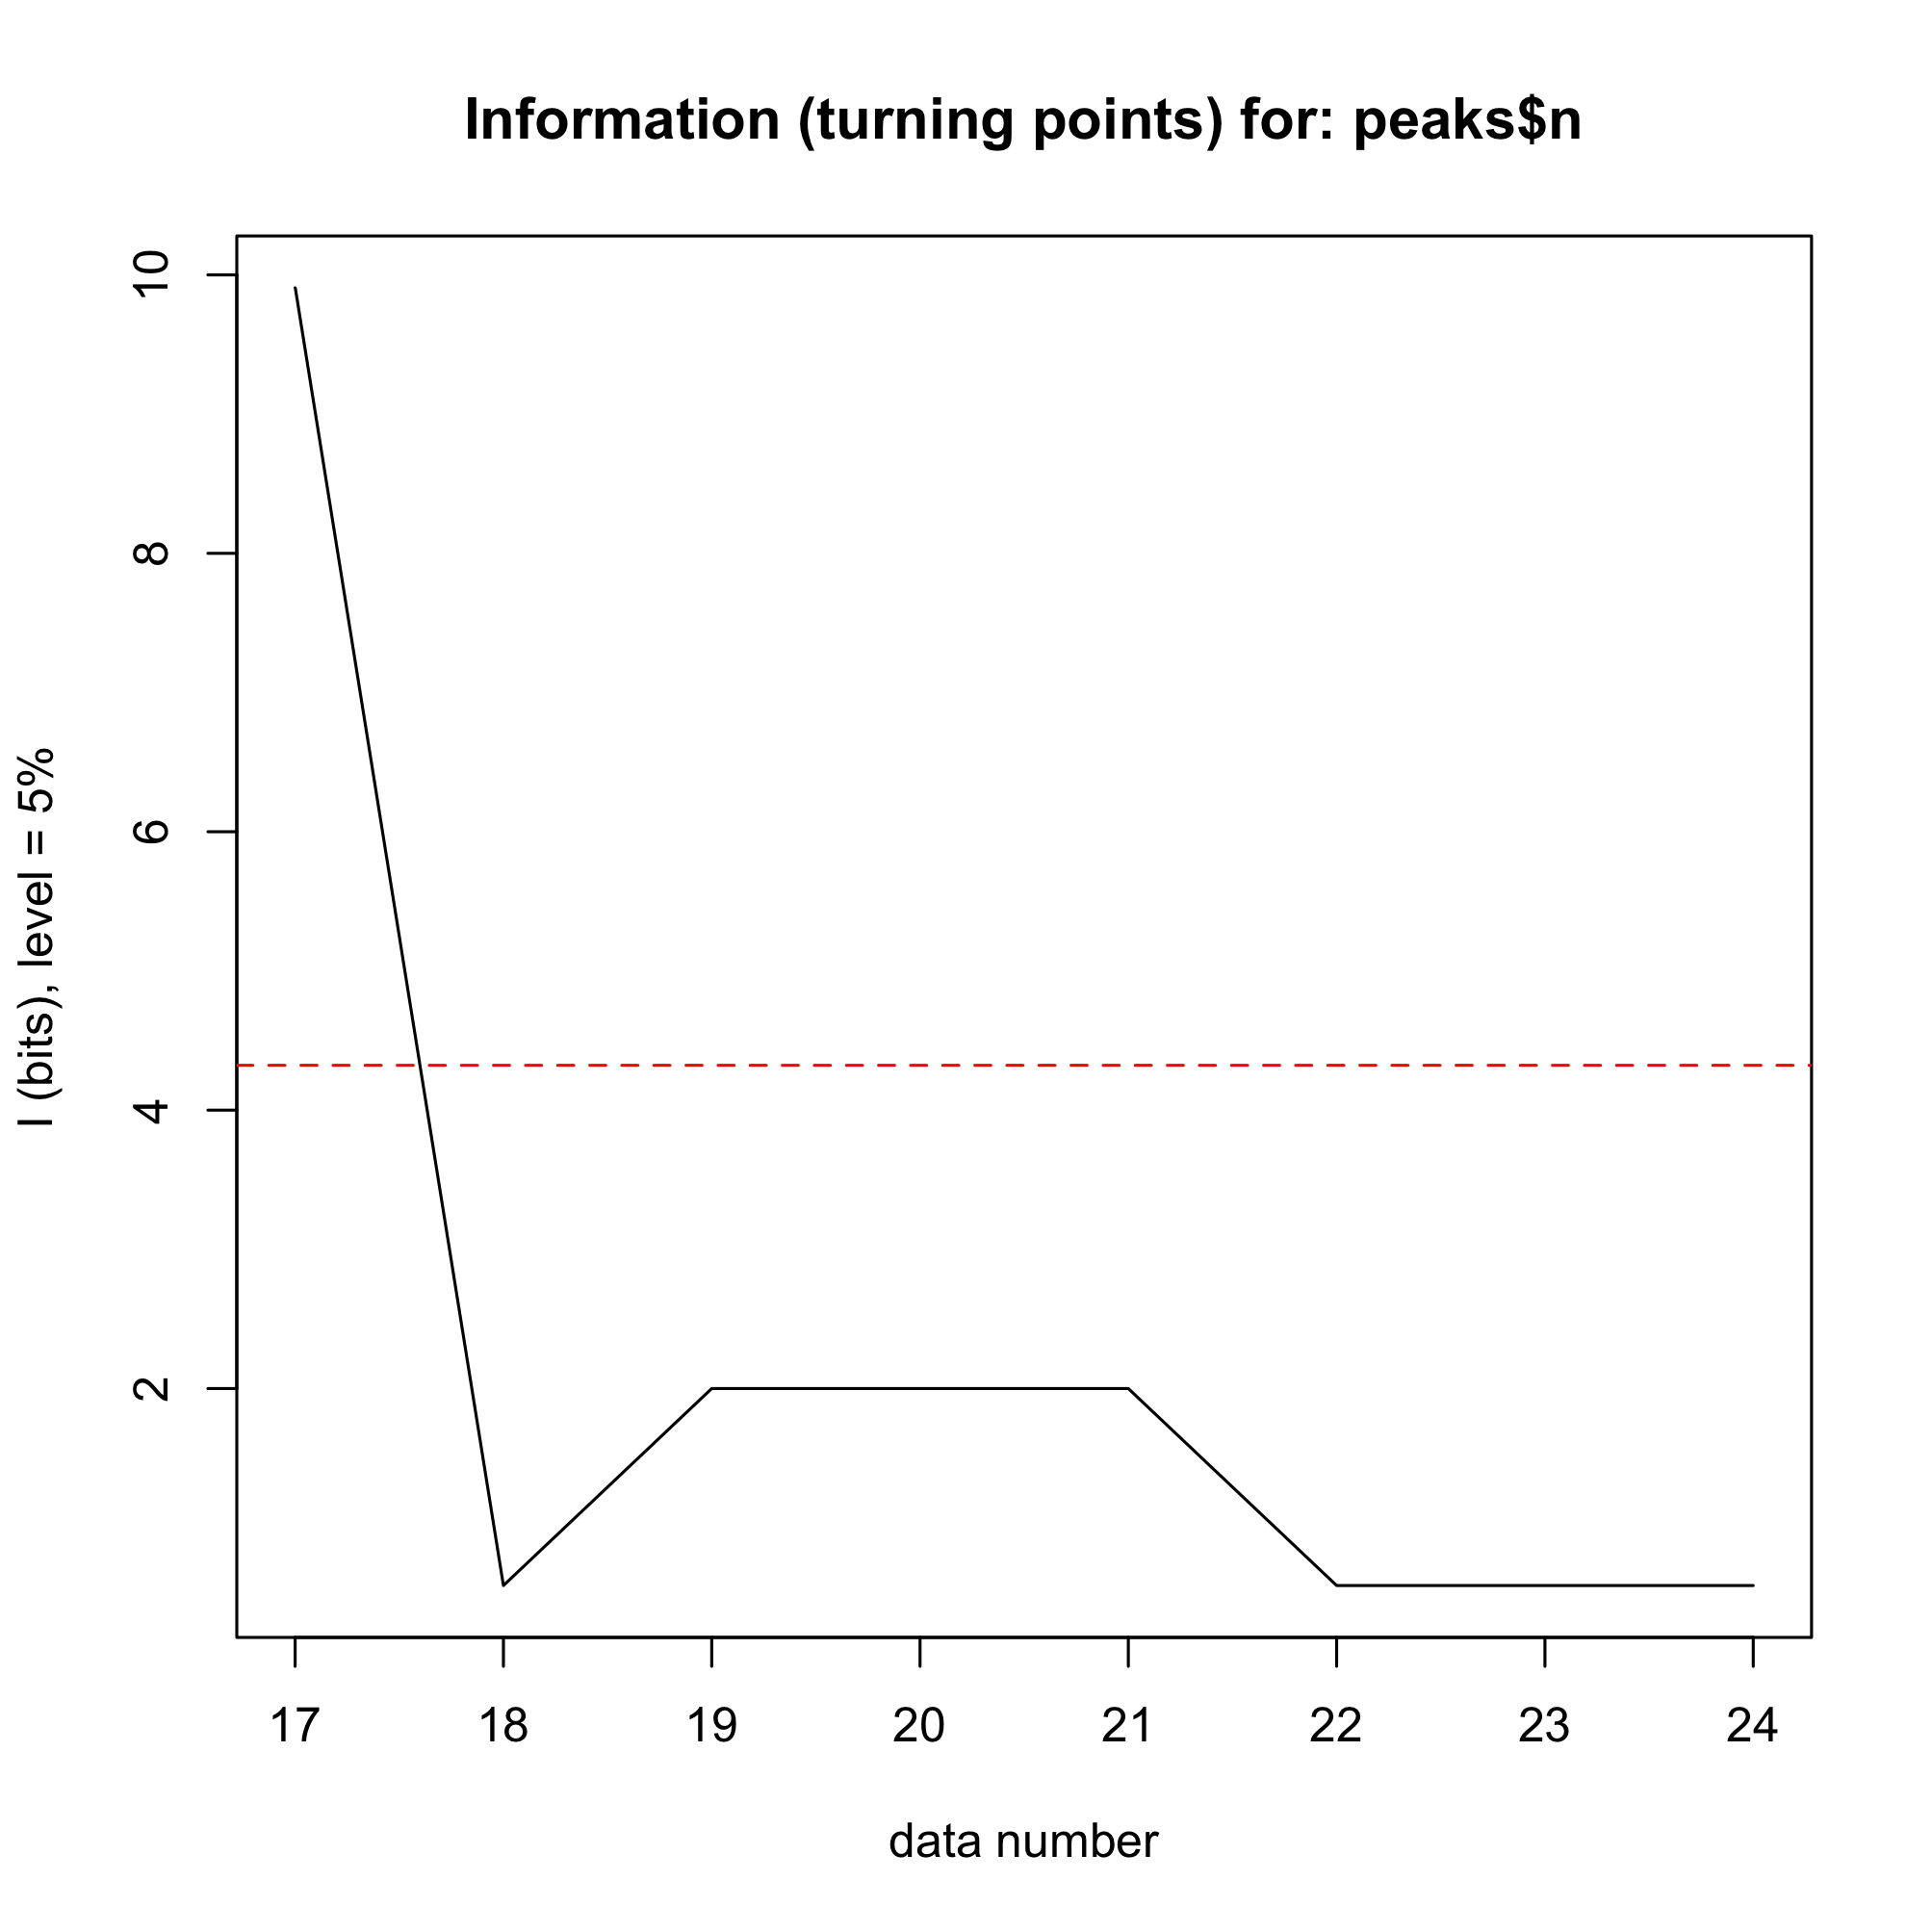 Information (turning points) for: peaks$n
I (bits), level = 5%
10
8
6
4
2
17 18 19 20 21 22 23 24
data number